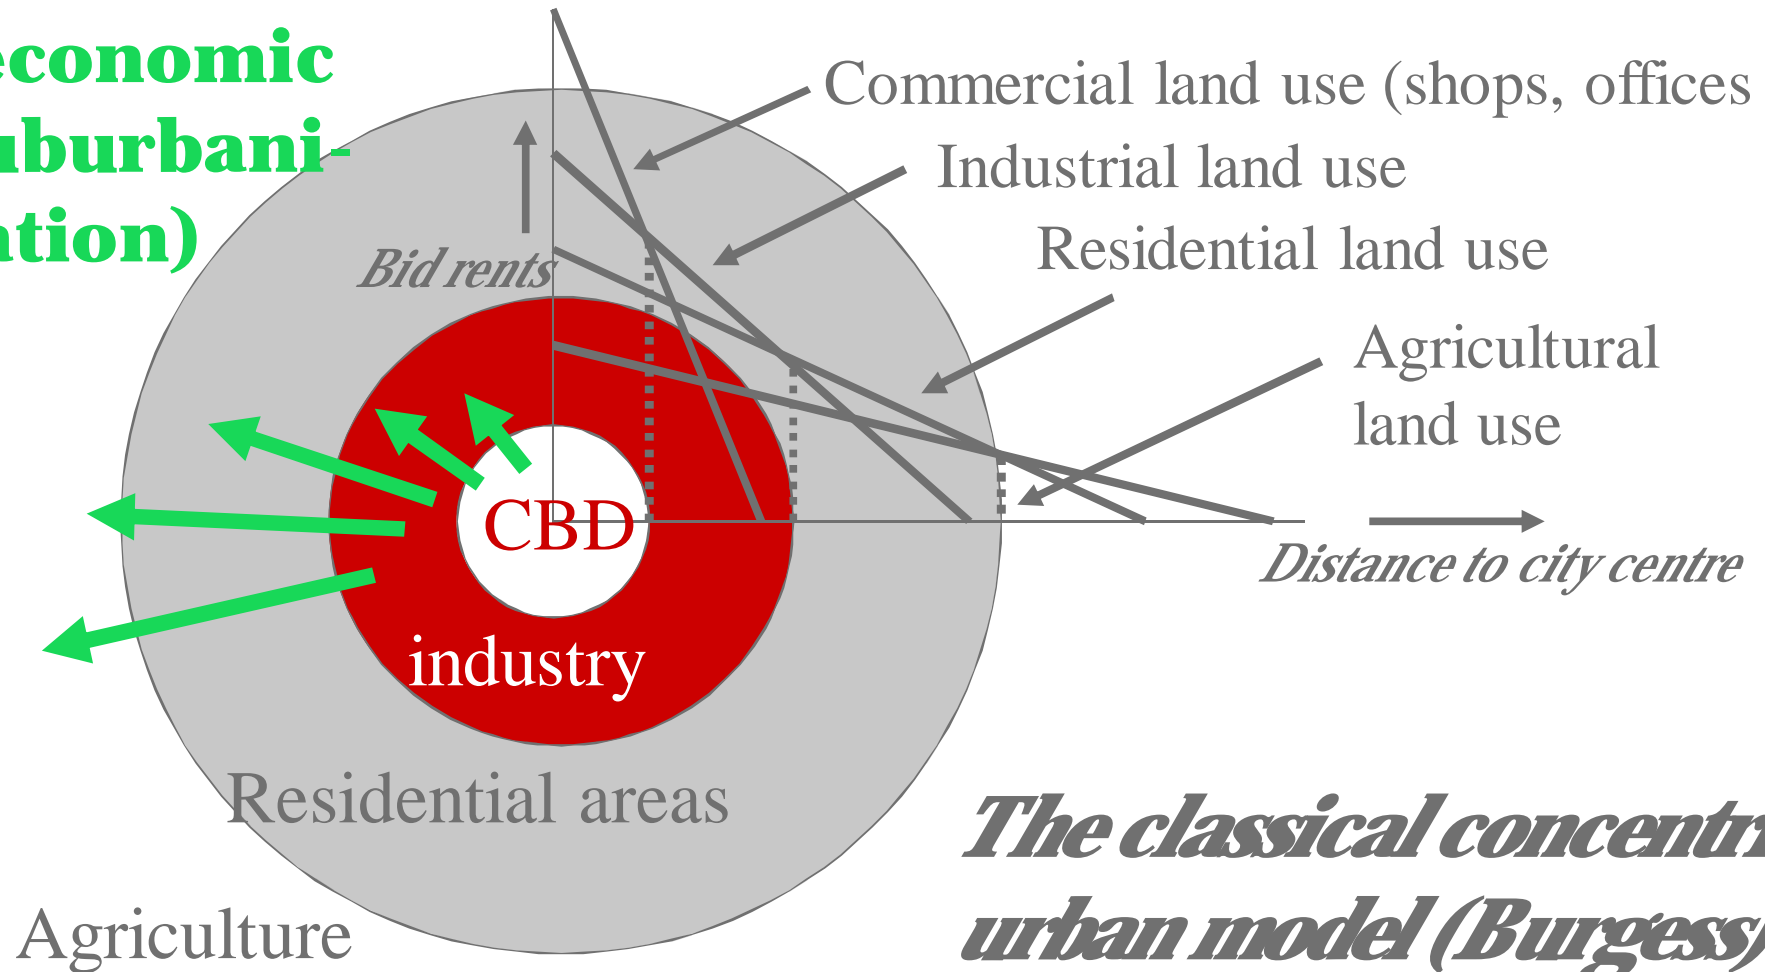 economic
uburbani-
ation)
Commercial land use (shops, offices
Industrial land use
Residential land use
Agricultural
land use
Bid rents
CBD
Distance to city centre
industry
Residential areas
Agriculture
The classical concentri
urban model (Burgess)